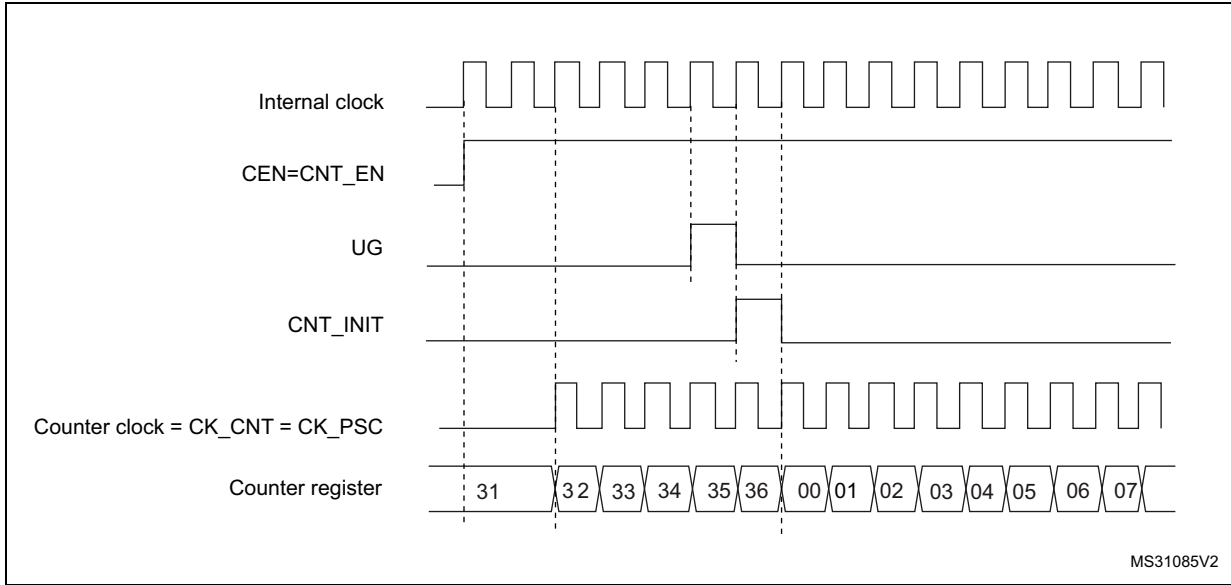 Internal clock
CEN=CNT_EN
UG
CNT_INIT
Counter clock = CK_CNT = CK_PSC
Counter register 31 32 33 34 35 36 00 01 02 03 04 05 06 07
MS31085V2